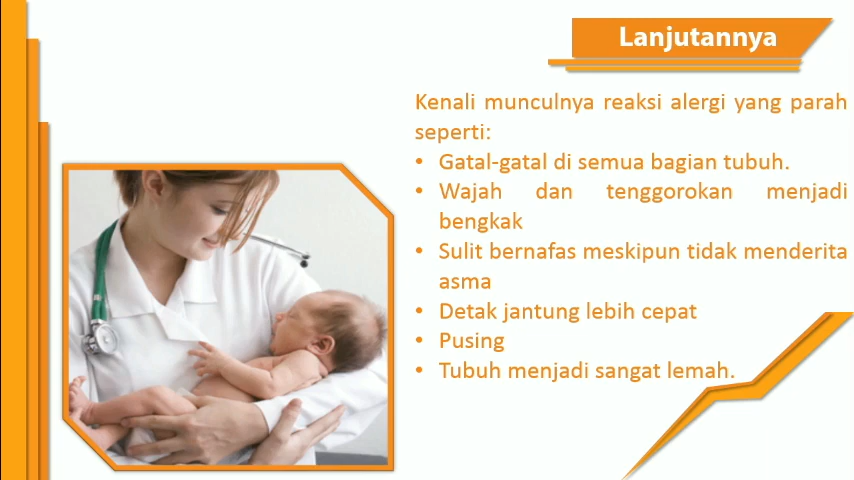 Lanjutannya
Kenali munculnya reaksi alergi yang parah
seperti:
• Gatal-gatal di semua bagian tubuh.
• Wajah dan tenggorokan menjadi
bengkak
• Sulit bernafas meskipun tidak menderita
asma
• Detak jantung lebih cepat
• Pusing
• Tubuh menjadi sangat lemah.